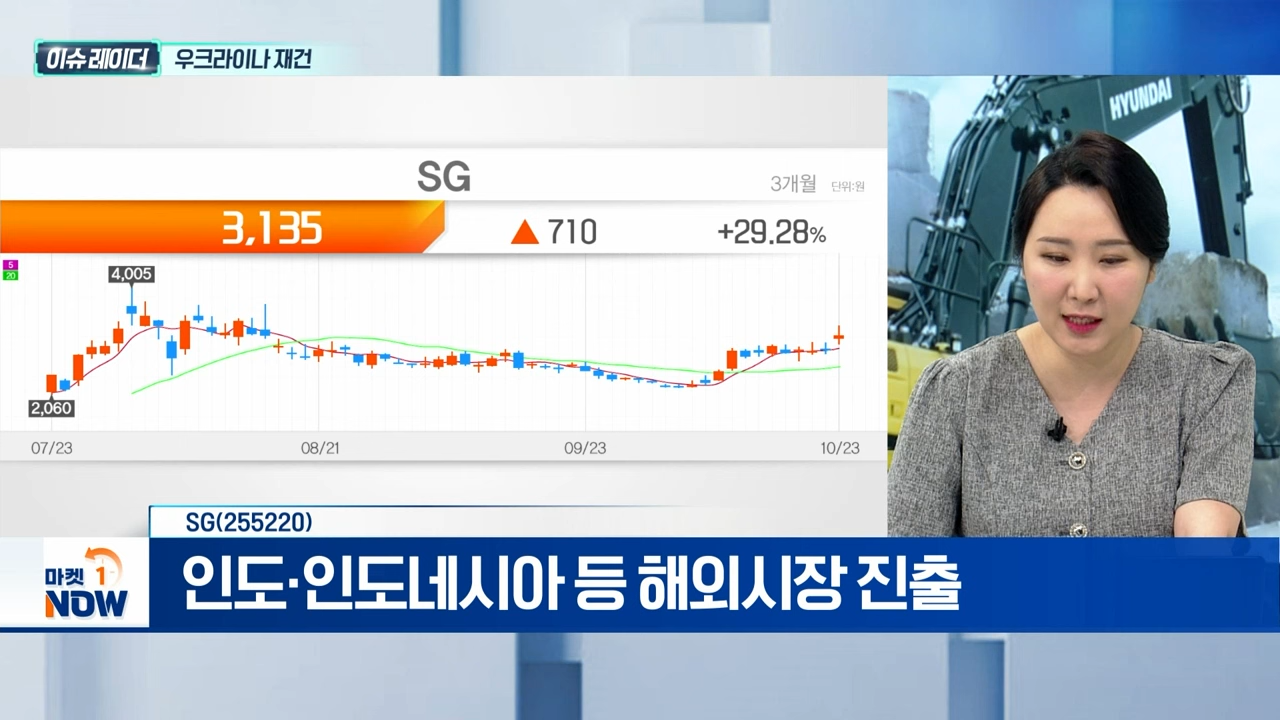 이슈 레이더 우크라이나 재건
HYUNDAI
SG
3개월 단위:원
3,135 ▲ 710 +29.28%
5
20
4,005
2,060
07/23 08/21 09/23 10/23
SG(255220)
마켓 1
NOW
인도·인도네시아 등 해외시장 진출